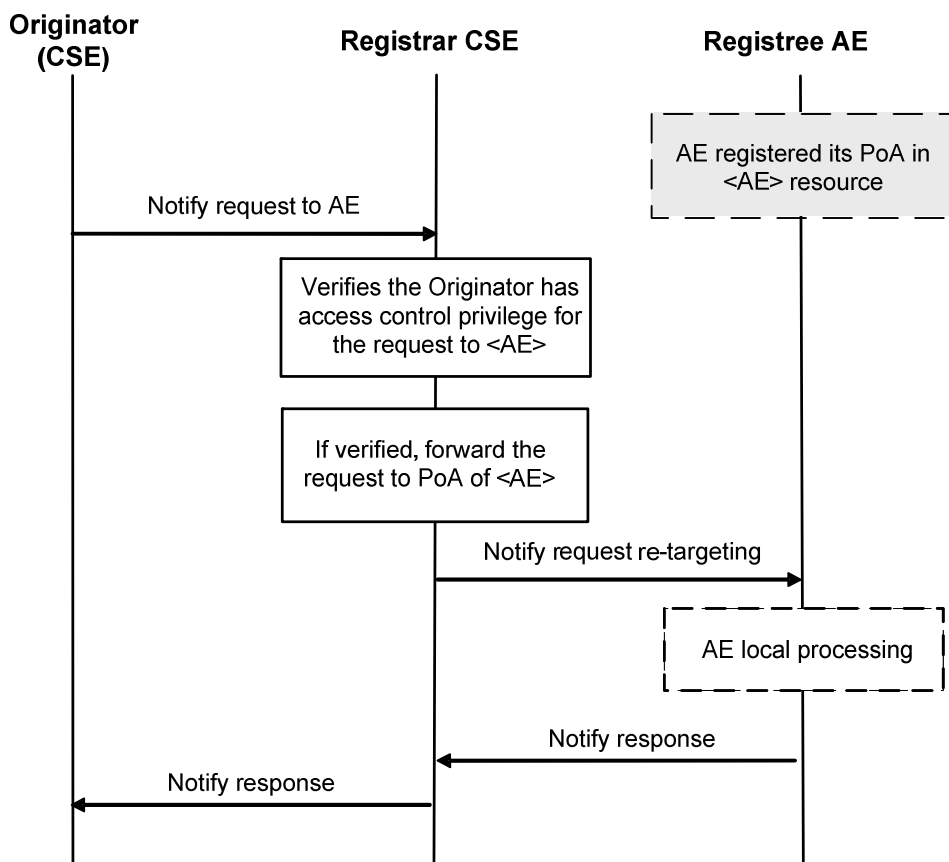 Originator
(CSE)
Registrar CSE
Registree AE
AE registered its PoA in
<AE> resource
Notify request to AE
Verifies the Originator has
access control privilege for
the request to <AE>
If verified, forward the
request to PoA of <AE>
Notify request re-targeting
AE local processing
Notify response
Notify response